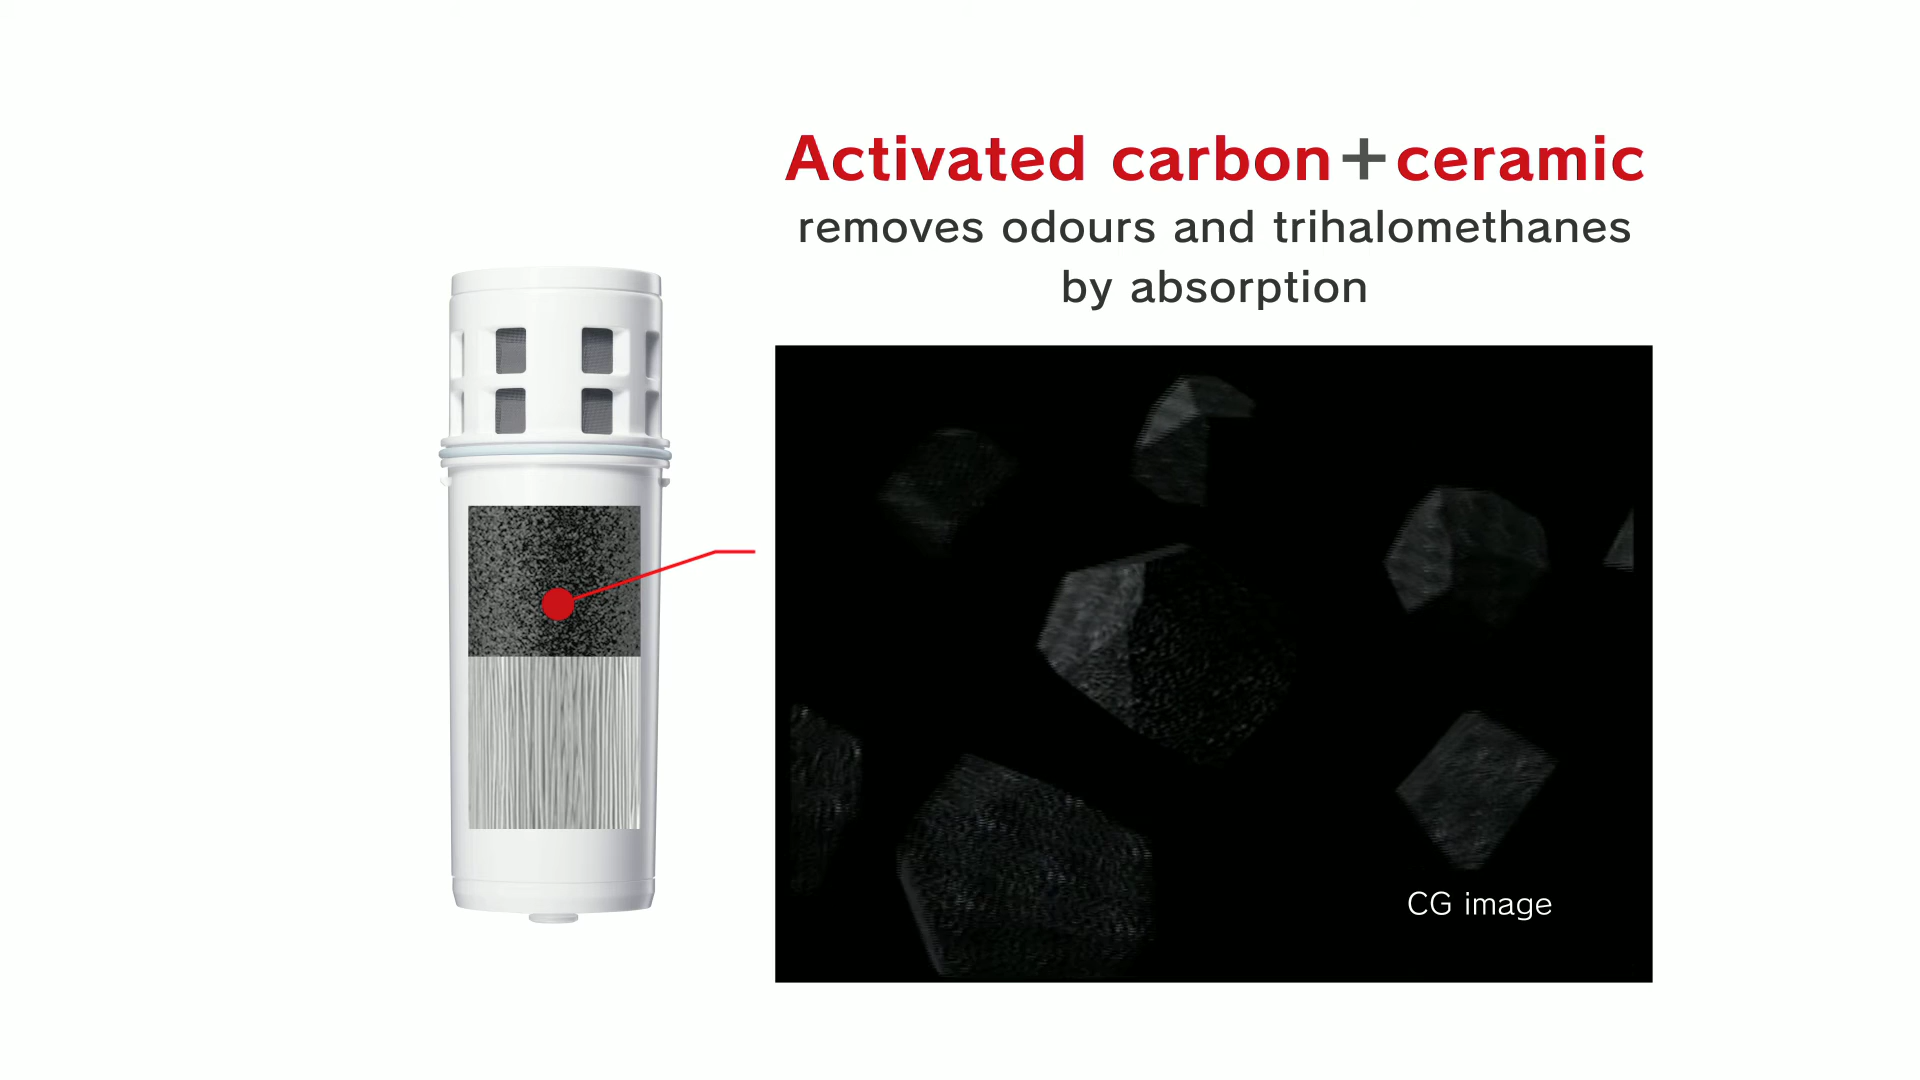 Activated carbon+ceramic
removes odours and trihalomethanes
by absorption
CG image